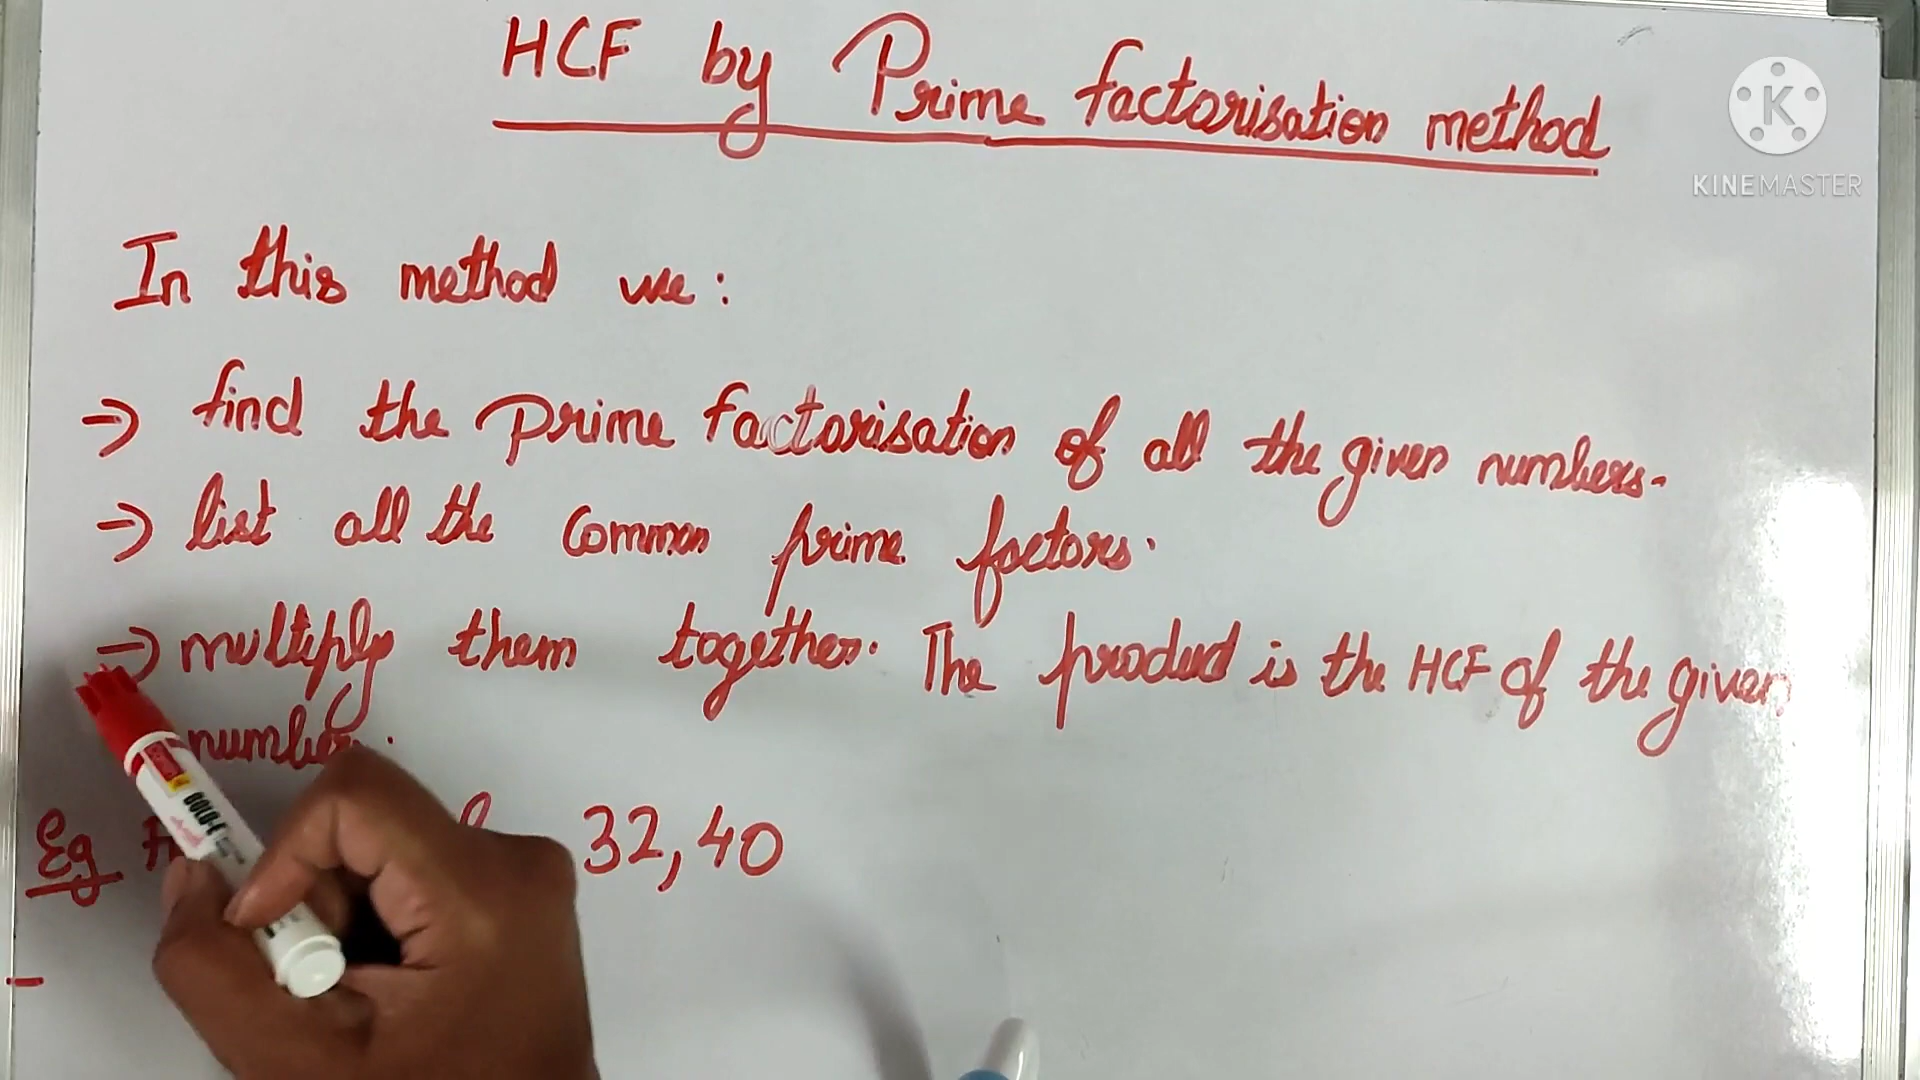 HCF by Prime factorisation method
K
KINEMASTER
In this method we:
→ find the Prime factorisation of all the given numbers.
→ list all the common prime factors.
→ multiply them together. The product is the HCF of the given
number.
Eg 32, 40